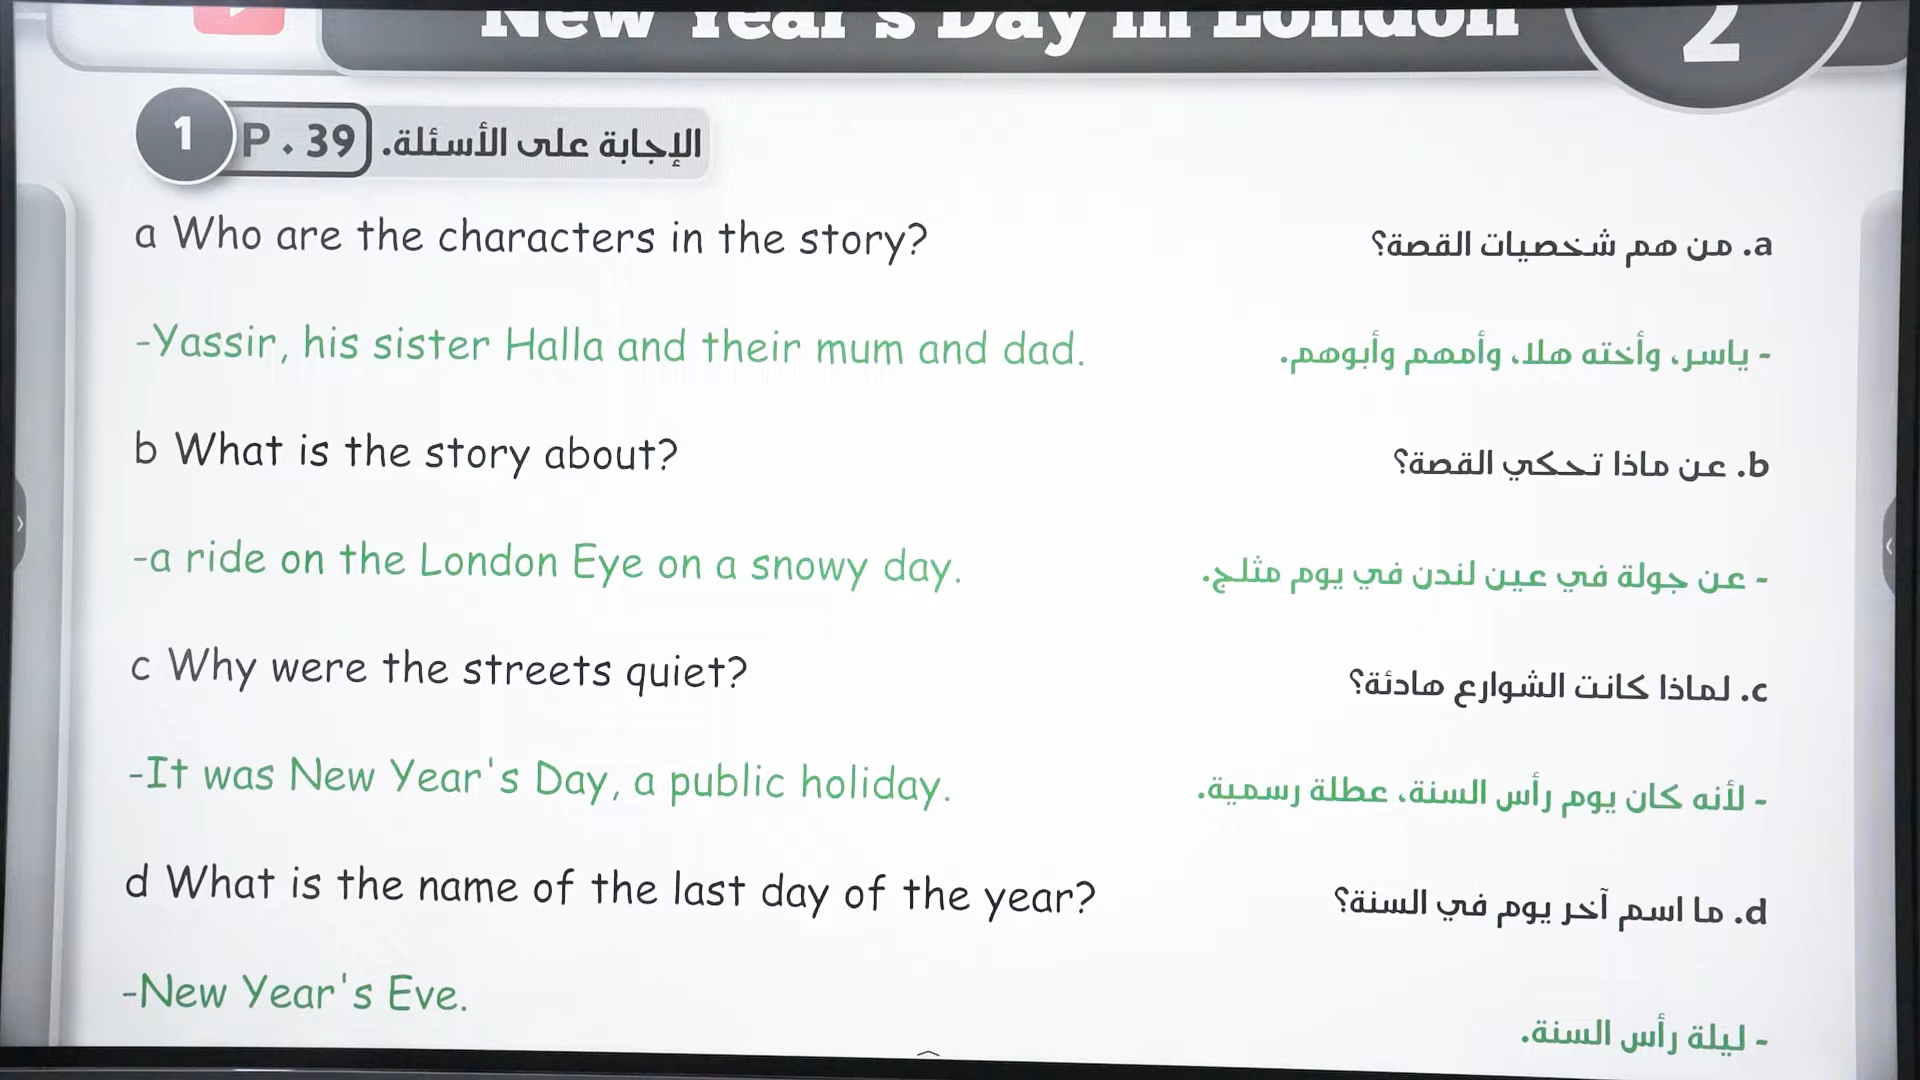 New Year's Day in London
2
1
P. 39
الإجابة على الأسئلة.
a Who are the characters in the story?
a. من هم شخصيات القصة؟
-Yassir, his sister Halla and their mum and dad.
- ياسر، وأخته هلا، وأمهم وأبوهم.
b What is the story about?
b. عن ماذا تحكي القصة؟
-a ride on the London Eye on a snowy day.
- عن جولة في عين لندن في يوم مثلج.
c Why were the streets quiet?
c. لماذا كانت الشوارع هادئة؟
-It was New Year's Day, a public holiday.
- لأنه كان يوم رأس السنة، عطلة رسمية.
d What is the name of the last day of the year?
d. ما اسم آخر يوم في السنة؟
-New Year's Eve.
- ليلة رأس السنة.